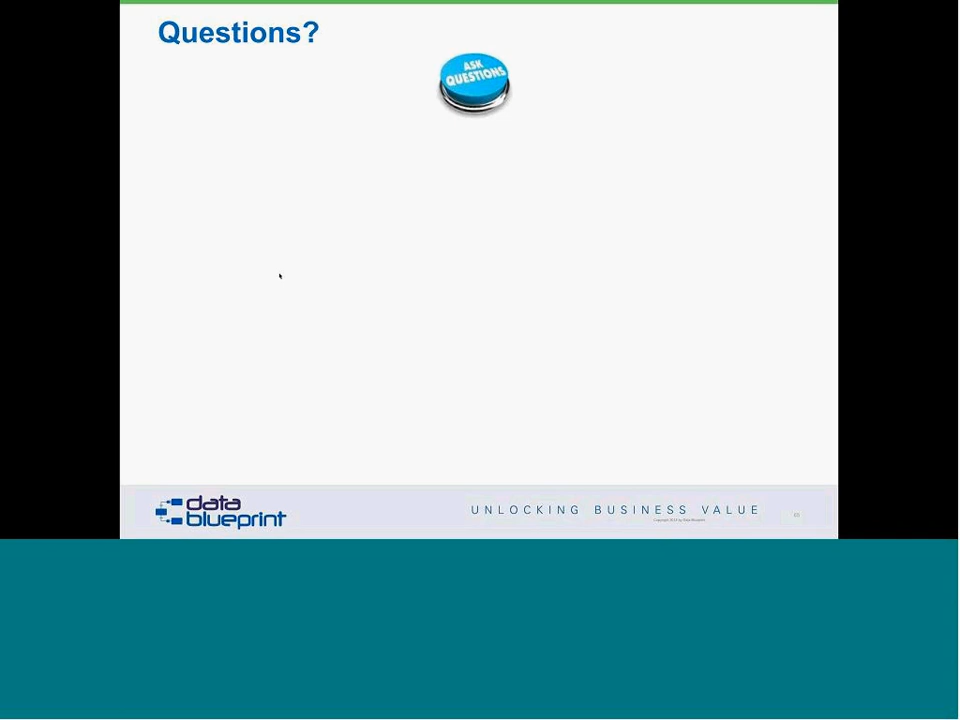 Questions?
ASK
QUESTIONS
data
blueprint
UNLOCKING BUSINESS VALUE